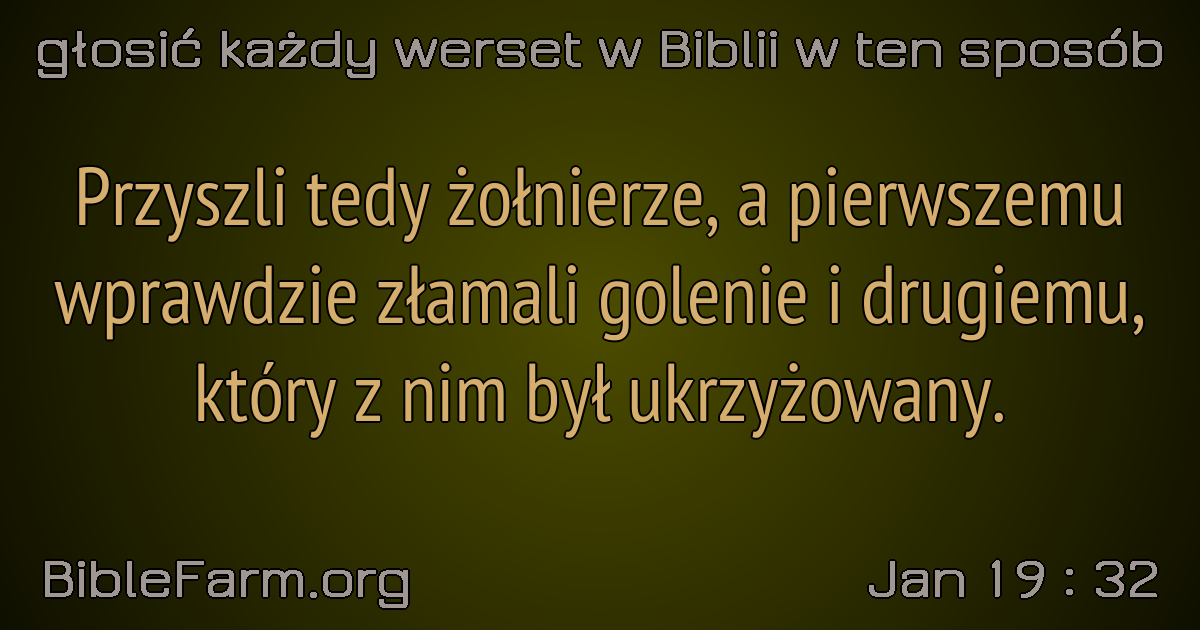 głosić każdy werset w Biblii w ten sposób
Przyszli tedy żołnierze, a pierwszemu
wprawdzie złamali golenie i drugiemu,
który z nim był ukrzyżowany.
BibleFarm.org
Jan 19 : 32